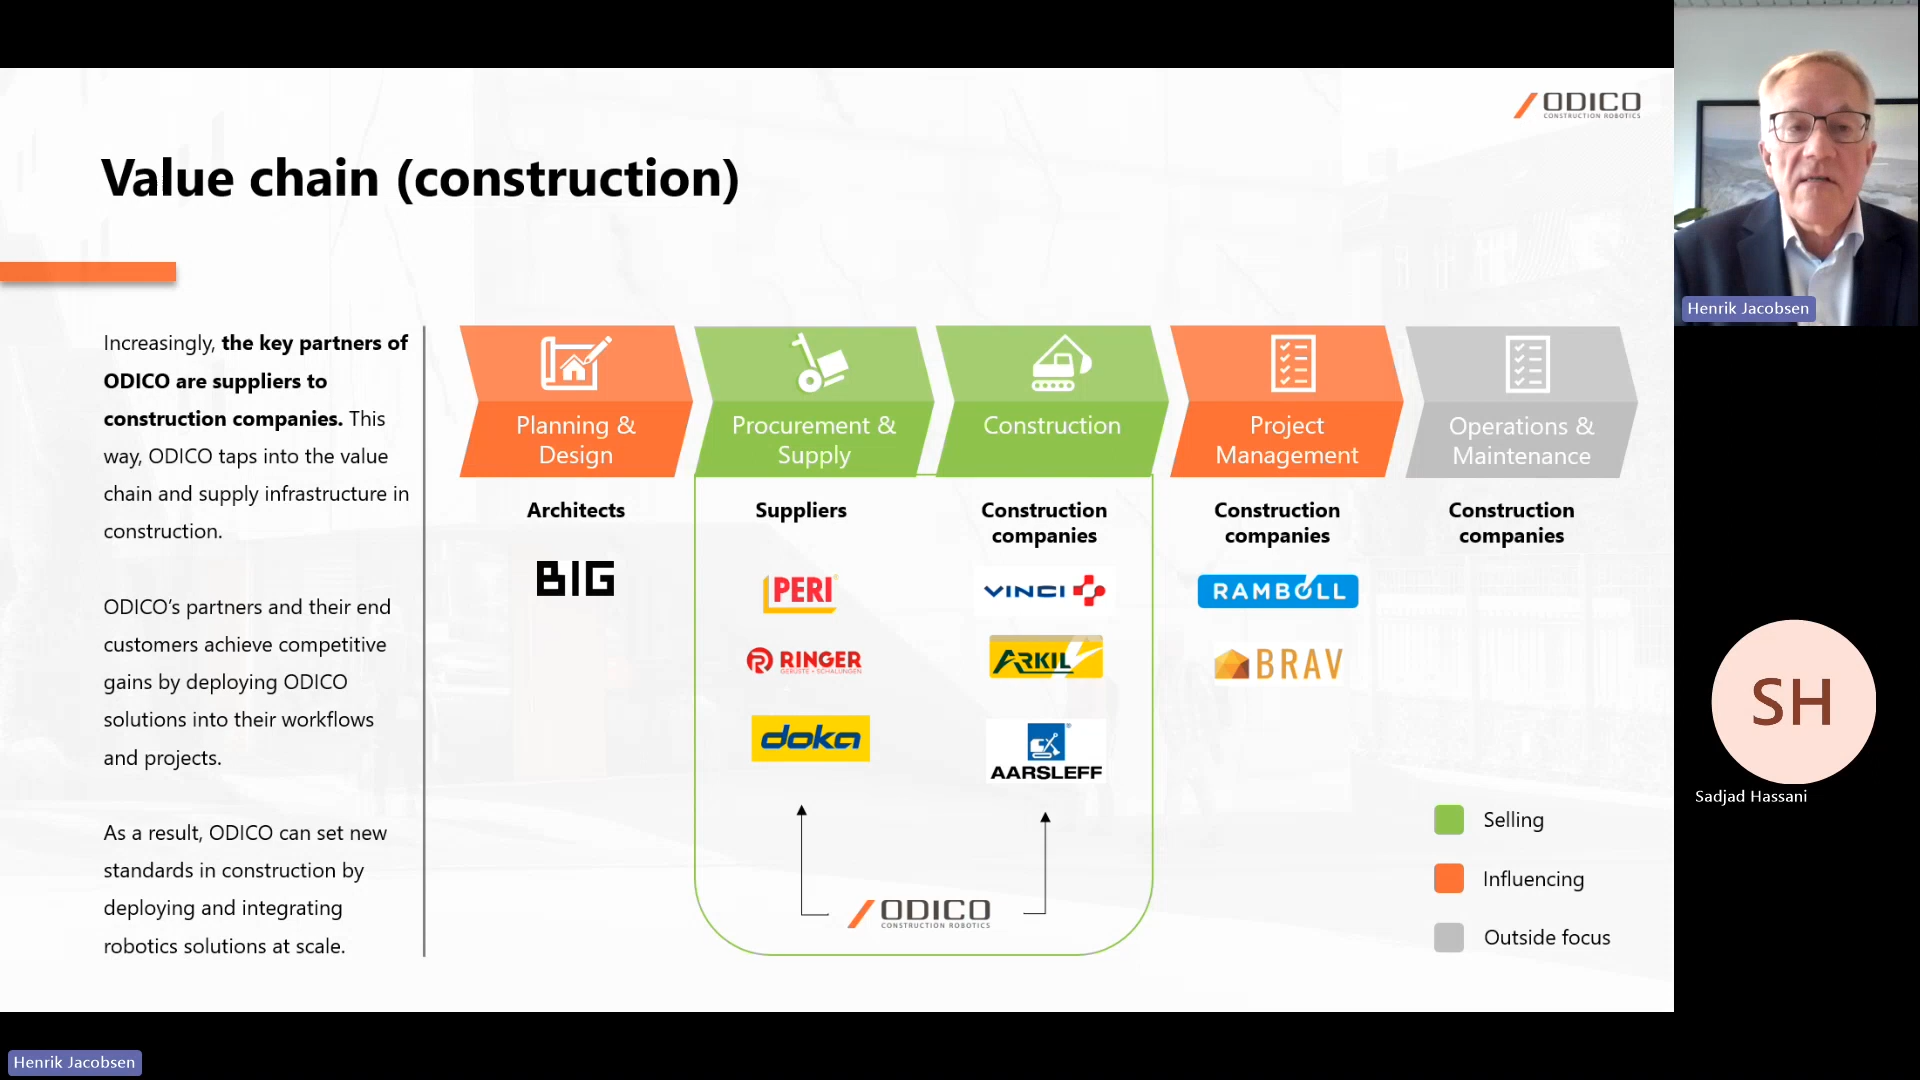 ODICO
CONSTRUCTION ROBOTICS
Value chain (construction)
Increasingly, the key partners of
ODICO are suppliers to
construction companies. This
way, ODICO taps into the value
chain and supply infrastructure in
construction.
ODICO's partners and their end
customers achieve competitive
gains by deploying ODICO
solutions into their workflows
and projects.
As a result, ODICO can set new
standards in construction by
deploying and integrating
robotics solutions at scale.
Planning &
Design
Architects
BIG
Procurement &
Supply
Suppliers
PERI
RINGER
GERÜSTE + SCHALUNGEN
doka
Construction
Construction
companies
VINCI
ARKIL
AARSLEFF
ODICO
CONSTRUCTION ROBOTICS
Project
Management
Construction
companies
RAMBOLL
BRAV
Operations &
Maintenance
Construction
companies
Selling
Influencing
Outside focus
Henrik Jacobsen
SH
Sadjad Hassani
Henrik Jacobsen